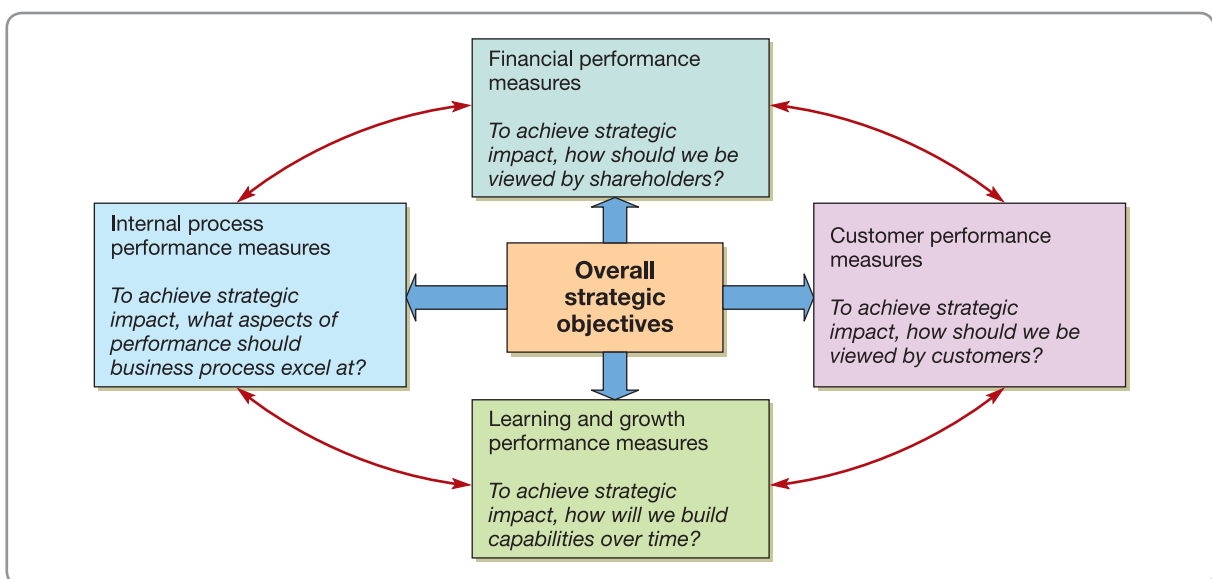 Financial performance
measures
To achieve strategic
impact, how should we be
viewed by shareholders?
Internal process
performance measures
To achieve strategic
impact, what aspects of
performance should
business process excel at?
Overall
strategic
objectives
Customer performance
measures
To achieve strategic
impact, how should we be
viewed by customers?
Learning and growth
performance measures
To achieve strategic
impact, how will we build
capabilities over time?